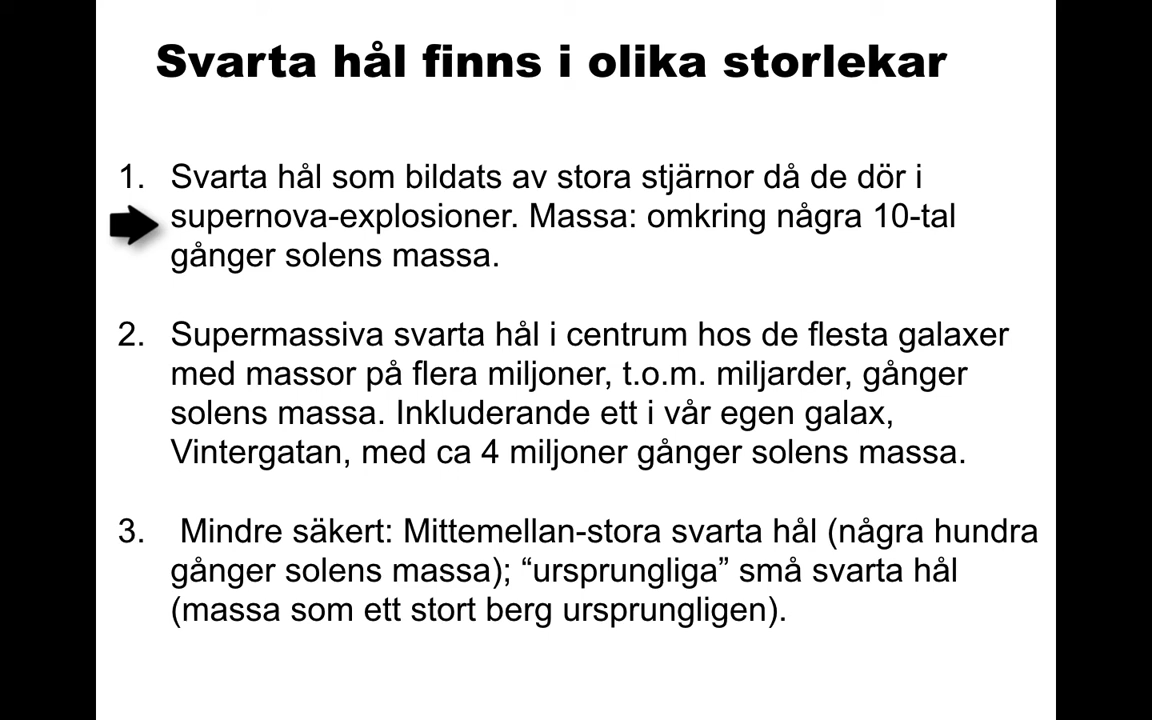 Svarta hål finns i olika storlekar
1. Svarta hål som bildats av stora stjärnor då de dör i
supernova-explosioner. Massa: omkring några 10-tal
gånger solens massa.
2. Supermassiva svarta hål i centrum hos de flesta galaxer
med massor på flera miljoner, t.o.m. miljarder, gånger
solens massa. Inkluderande ett i vår egen galax,
Vintergatan, med ca 4 miljoner gånger solens massa.
3. Mindre säkert: Mittemellan-stora svarta hål (några hundra
gånger solens massa); “ursprungliga” små svarta hål
(massa som ett stort berg ursprungligen).